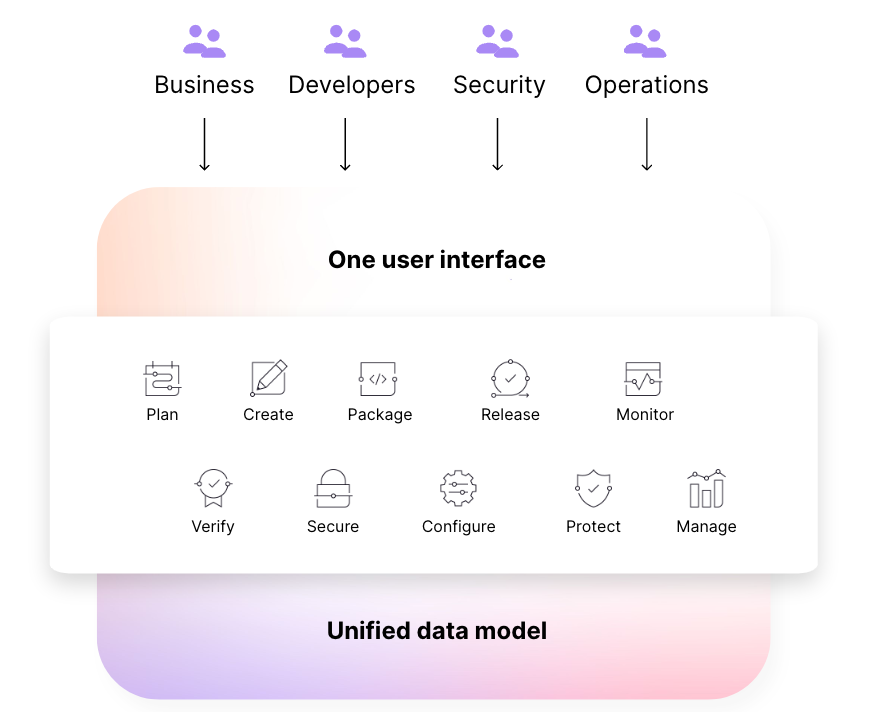 Business Developers Security Operations
One user interface
Plan Create Package Release Monitor
Verify Secure Configure Protect Manage
Unified data model